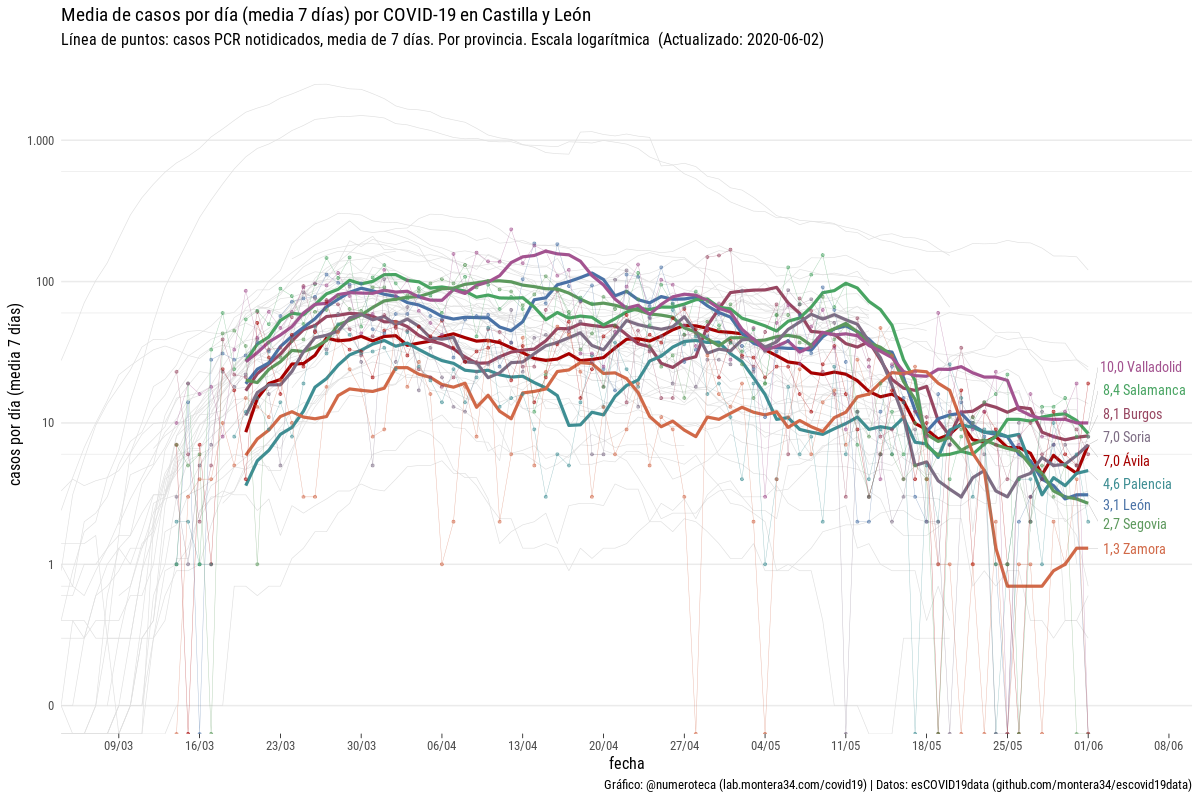 Media de casos por día (media 7 días) por COVID-19 en Castilla y León
Línea de puntos: casos PCR notidicados, media de 7 días. Por provincia. Escala logarítmica (Actualizado: 2020-06-02)
casos por día (media 7 días)
1.000
100
10
1
0
10,0 Valladolid
8,4 Salamanca
8,1 Burgos
7,0 Soria
7,0 Ávila
4,6 Palencia
3,1 León
2,7 Segovia
1,3 Zamora
09/03 16/03 23/03 30/03 06/04 13/04 20/04 27/04 04/05 11/05 18/05 25/05 01/06 08/06
fecha
Gráfico: @numeroteca (lab.montera34.com/covid19) | Datos: esCOVID19data (github.com/montera34/escovid19data)